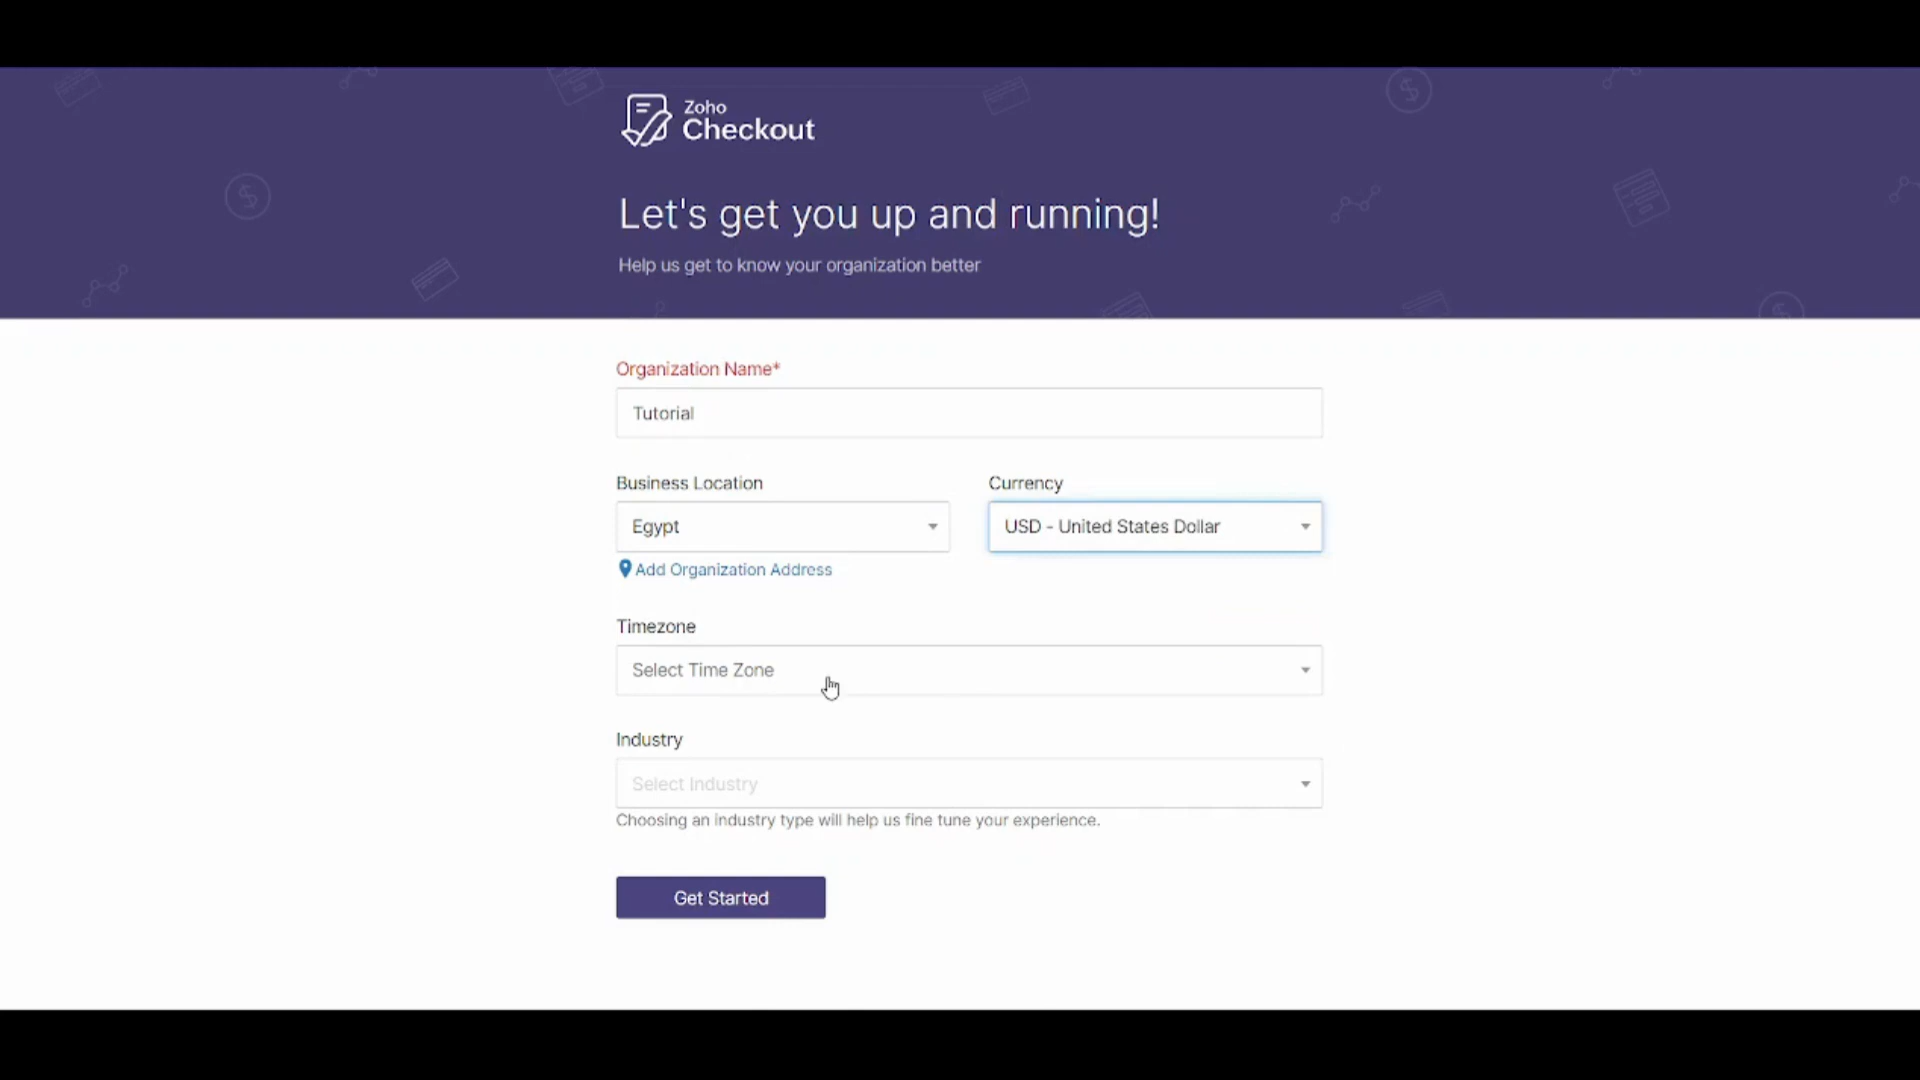 Zoho
Checkout
Let's get you up and running!
Help us get to know your organization better
Organization Name*
Tutorial
Business Location
Currency
Egypt
USD - United States Dollar
Add Organization Address
Timezone
Select Time Zone
Industry
Select Industry
Choosing an industry type will help us fine tune your experience.
Get Started